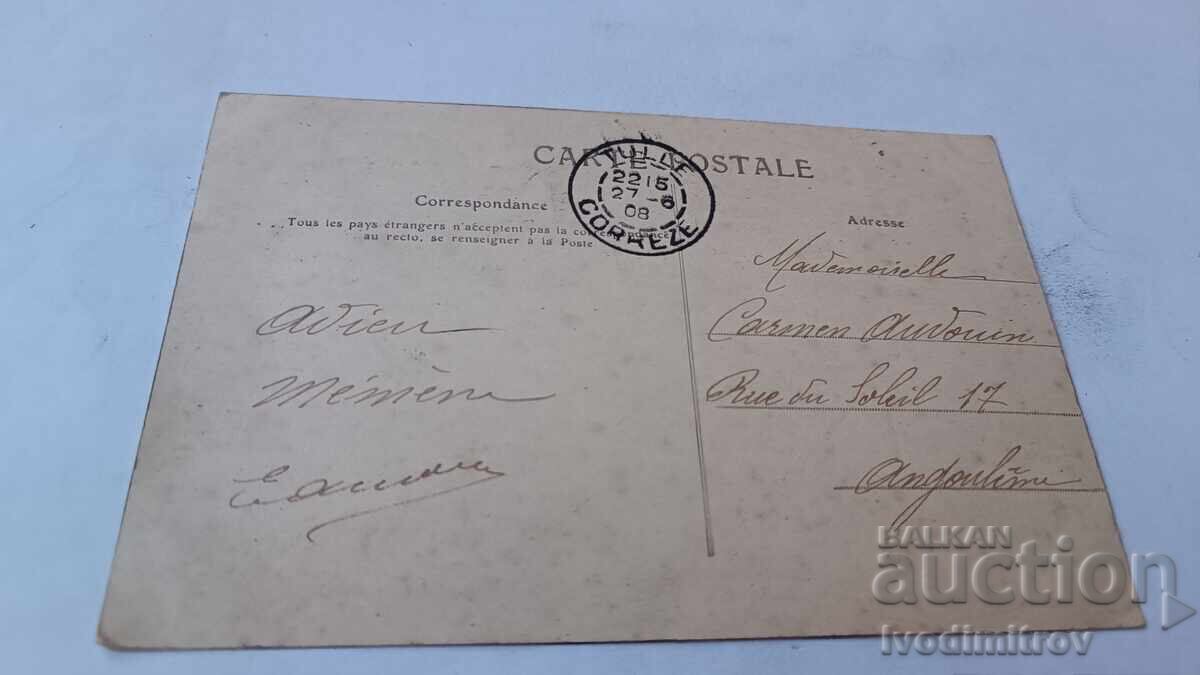 CARTE POSTALE
TULLE
22 15
27 - 6
08
CORREZE
Correspondance
Tous les pays étrangers n'acceptent pas la correspondance
au recto, se renseigner à la Poste
Adresse
Adieu
Mémène
Mademoiselle
Carmen Audouin
Rue du Soleil 17
Angoulême
BALKAN
auction
Ivodimitrov